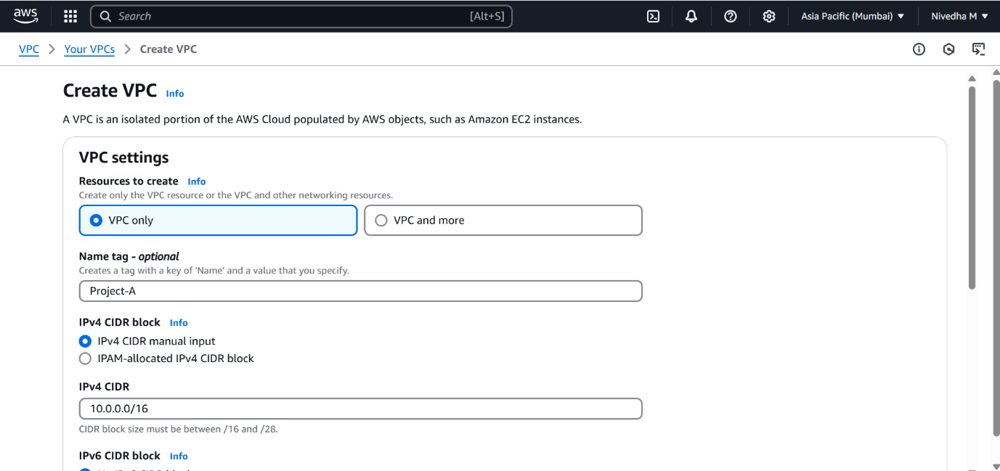 aws Search [Alt+S] Asia Pacific (Mumbai) Nivedha M
VPC Your VPCs Create VPC
Create VPC Info
A VPC is an isolated portion of the AWS Cloud populated by AWS objects, such as Amazon EC2 instances.
VPC settings
Resources to create Info
Create only the VPC resource or the VPC and other networking resources.
VPC only VPC and more
Name tag - optional
Creates a tag with a key of 'Name' and a value that you specify.
Project-A
IPv4 CIDR block Info
IPv4 CIDR manual input
IPAM-allocated IPv4 CIDR block
IPv4 CIDR
10.0.0.0/16
CIDR block size must be between /16 and /28.
IPv6 CIDR block Info